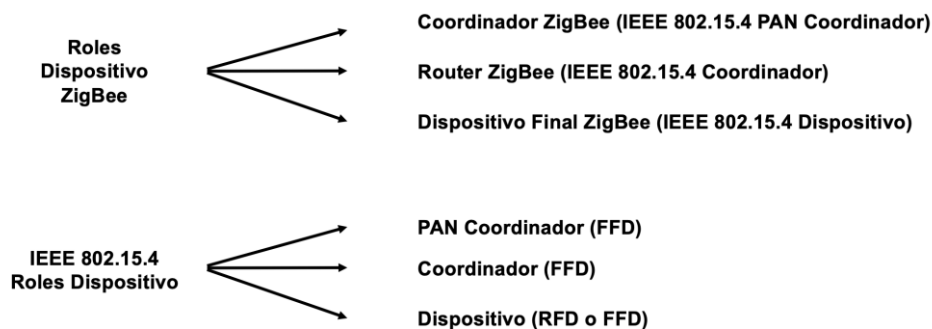 Roles
Dispositivo
ZigBee
Coordinador ZigBee (IEEE 802.15.4 PAN Coordinador)
Router ZigBee (IEEE 802.15.4 Coordinador)
Dispositivo Final ZigBee (IEEE 802.15.4 Dispositivo)
IEEE 802.15.4
Roles Dispositivo
PAN Coordinador (FFD)
Coordinador (FFD)
Dispositivo (RFD o FFD)